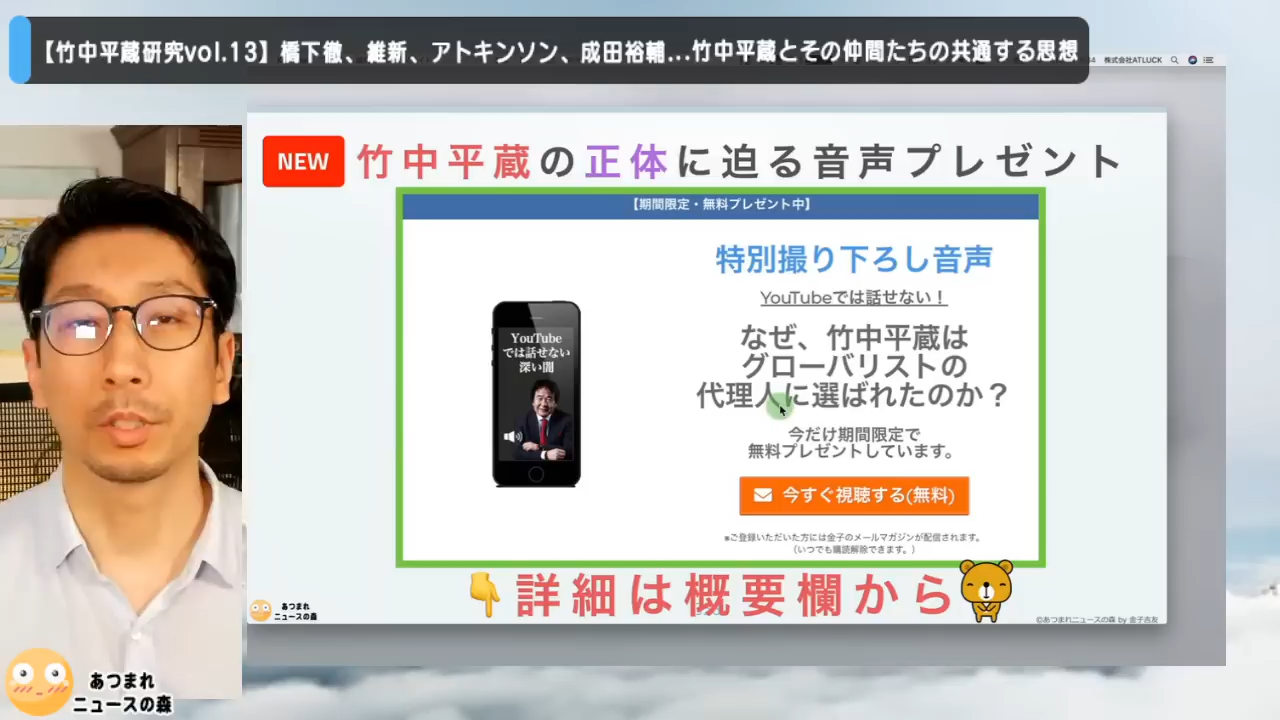 【竹中平蔵研究vol.13】橋下徹、維新、アトキンソン、成田裕輔...竹中平蔵とその仲間たちの共通する思想
株式会社ATLUCK
NEW
竹中平蔵の正体に迫る音声プレゼント
【期間限定・無料プレゼント中】
特別撮り下ろし音声
YouTubeでは話せない！
なぜ、竹中平蔵は
グローバリストの
代理人に選ばれたのか？
今だけ期間限定で
無料プレゼントしています。
今すぐ視聴する(無料)
※ご登録いただいた方には金子のメールマガジンが配信されます。
（いつでも購読解除できます。）
YouTube
では話せない
深い闇
👇詳細は概要欄から
あつまれ
ニュースの森
©あつまれニュースの森 by 金子吉友
あつまれ
ニュースの森